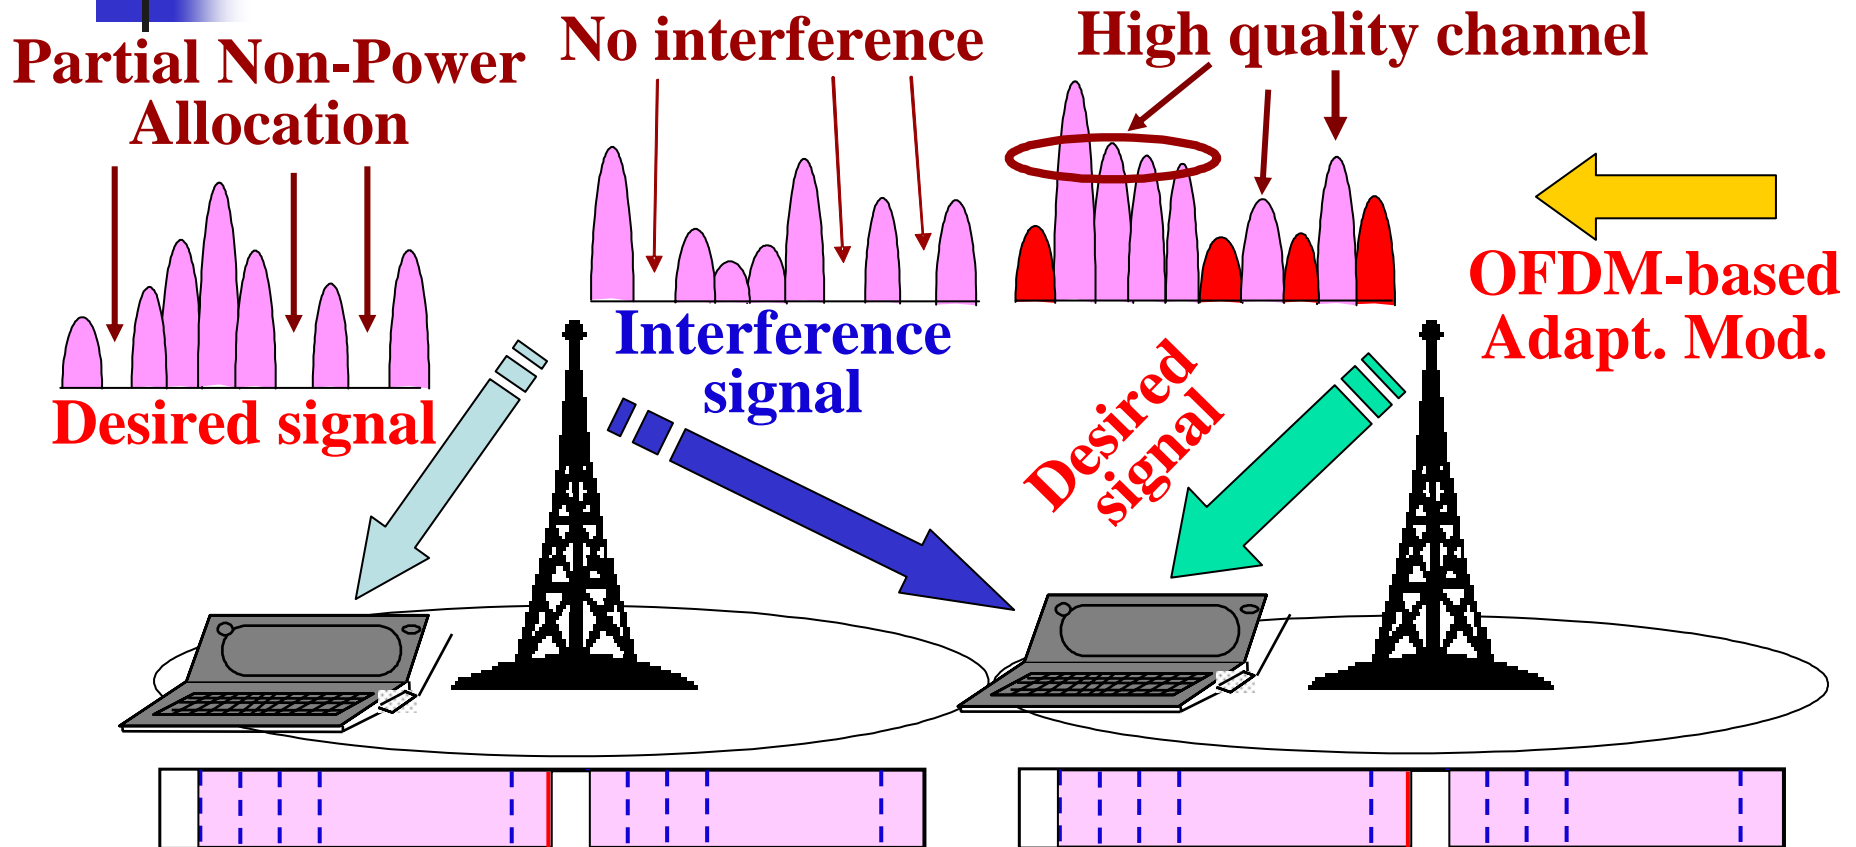 Partial Non-Power
Allocation
No interference
High quality channel
OFDM-based
Adapt. Mod.
Interference
signal
Desired signal
Desired
signal